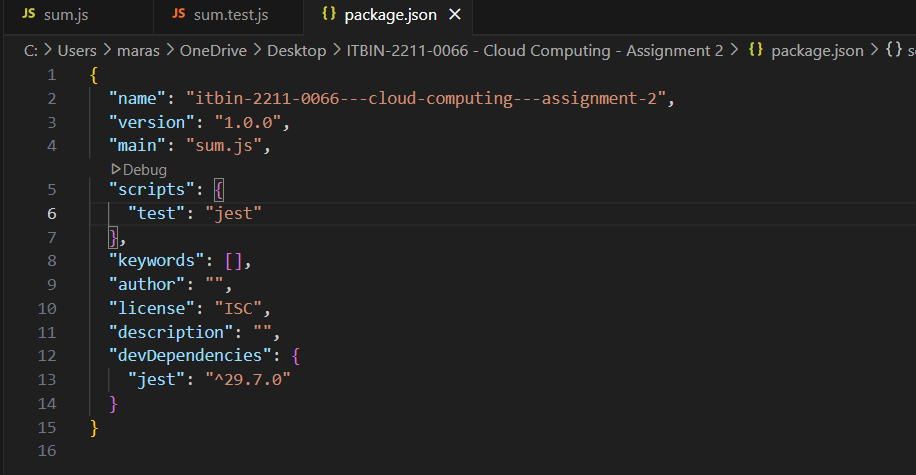 JS sum.js JS sum.test.js {} package.json ×
C: > Users > maras > OneDrive > Desktop > ITBIN-2211-0066 - Cloud Computing - Assignment 2 > {} package.json > {} s
1 {
2 "name": "itbin-2211-0066---cloud-computing---assignment-2",
3 "version": "1.0.0",
4 "main": "sum.js",
Debug
5 "scripts": {
6 "test": "jest"
7 },
8 "keywords": [],
9 "author": "",
10 "license": "ISC",
11 "description": "",
12 "devDependencies": {
13 "jest": "^29.7.0"
14 }
15 }
16